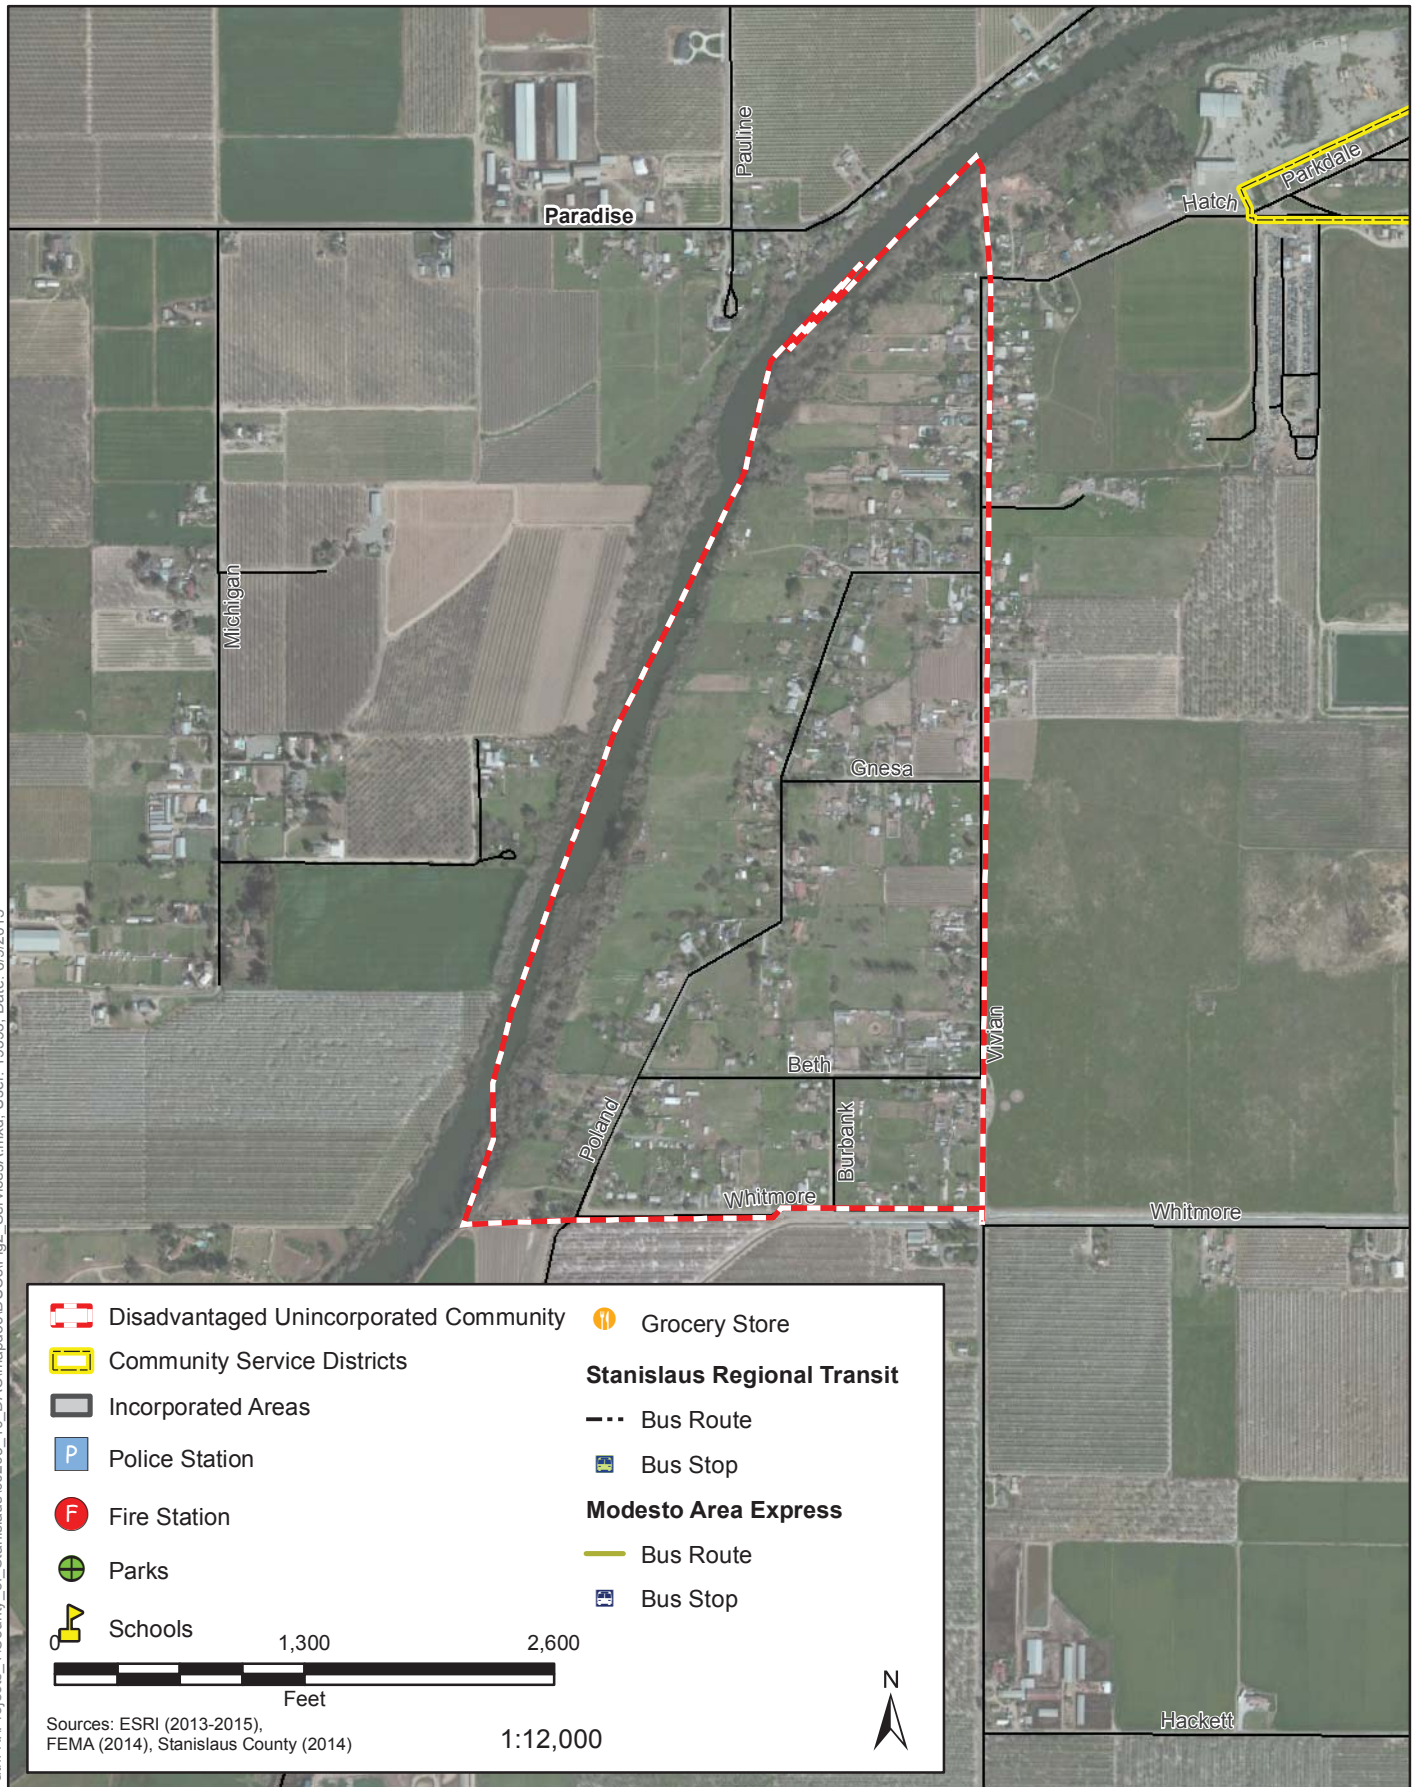 Pauline
Parkdale
Hatch
Paradise
Michigan
Gnesa
Vivian
Beth
Burbank
Poland
Whitmore
Whitmore
Disadvantaged Unincorporated Community
Community Service Districts
Incorporated Areas
P Police Station
F Fire Station
Parks
Schools
Grocery Store
Stanislaus Regional Transit
Bus Route
Bus Stop
Modesto Area Express
Bus Route
Bus Stop
0 1,300 2,600
Feet
Sources: ESRI (2013-2015),
FEMA (2014), Stanislaus County (2014)
1:12,000
N
Hackett